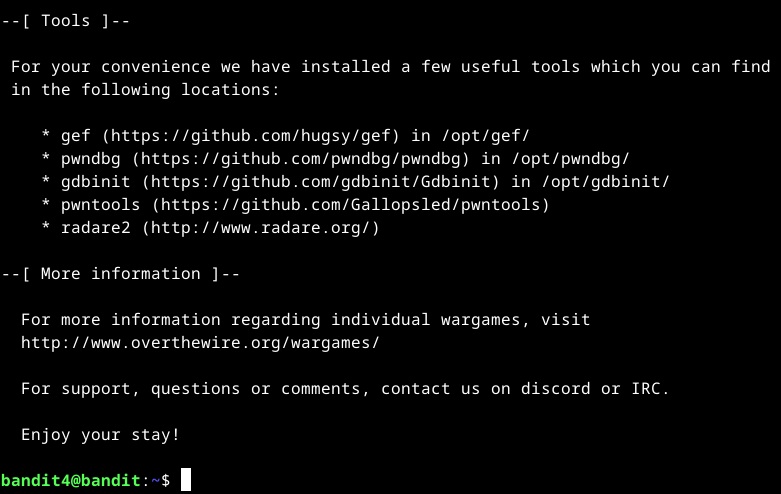 --[ Tools ]--
For your convenience we have installed a few useful tools which you can find
in the following locations:
* gef (https://github.com/hugsy/gef) in /opt/gef/
* pwndbg (https://github.com/pwndbg/pwndbg) in /opt/pwndbg/
* gdbinit (https://github.com/gdbinit/Gdbinit) in /opt/gdbinit/
* pwntools (https://github.com/Gallopsled/pwntools)
* radare2 (http://www.radare.org/)
--[ More information ]--
For more information regarding individual wargames, visit
http://www.overthewire.org/wargames/
For support, questions or comments, contact us on discord or IRC.
Enjoy your stay!
bandit4@bandit:~$